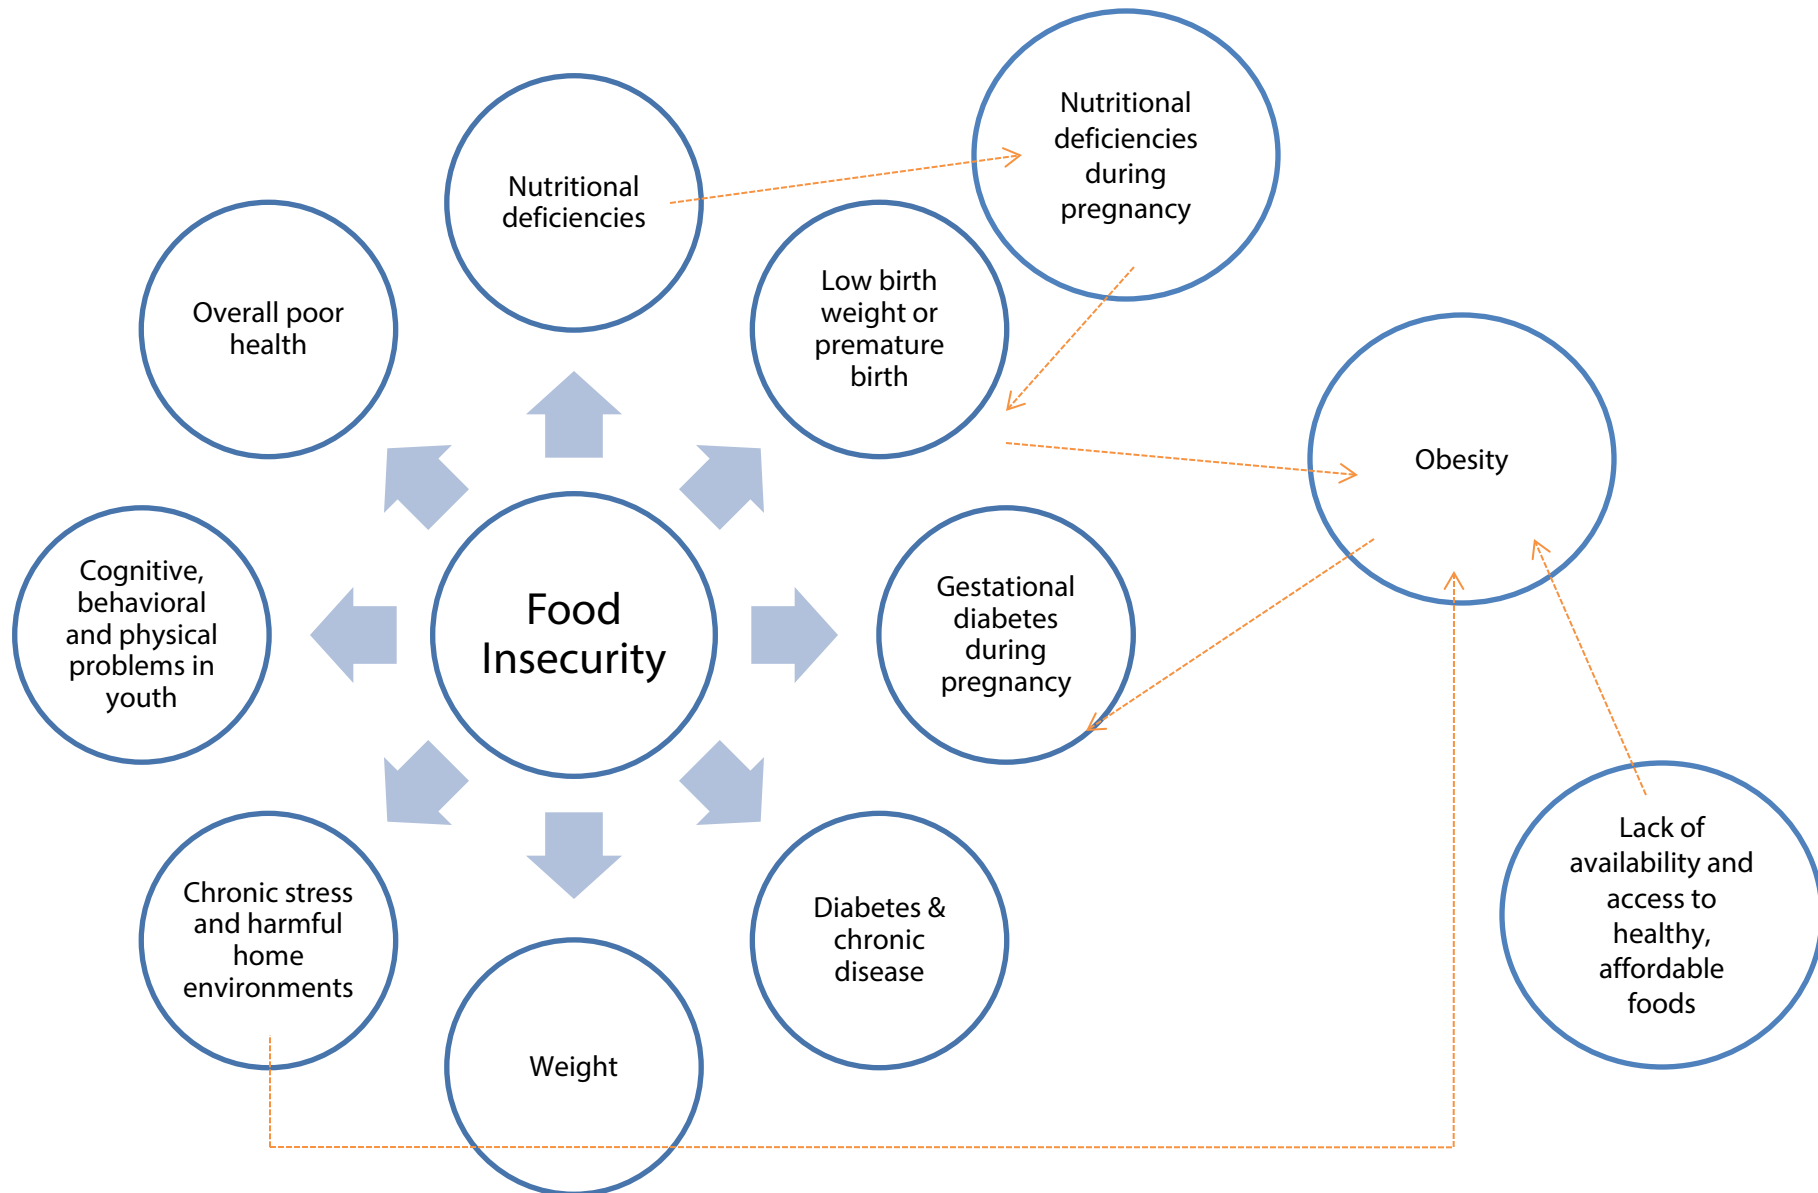 Nutritional
deficiencies
during
pregnancy
Nutritional
deficiencies
Low birth
weight or
premature
birth
Overall poor
health
Obesity
Food
Insecurity
Cognitive,
behavioral
and physical
problems in
youth
Gestational
diabetes
during
pregnancy
Chronic stress
and harmful
home
environments
Diabetes &
chronic
disease
Lack of
availability and
access to
healthy,
affordable
foods
Weight